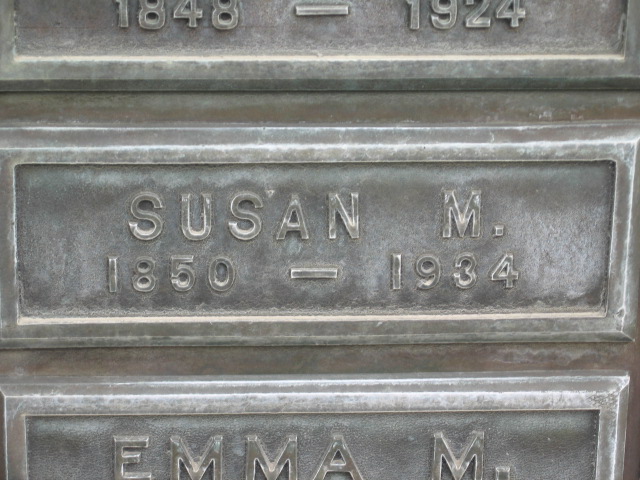 1848 — 1924
SUSAN M.
1850 — 1934
EMMA M.